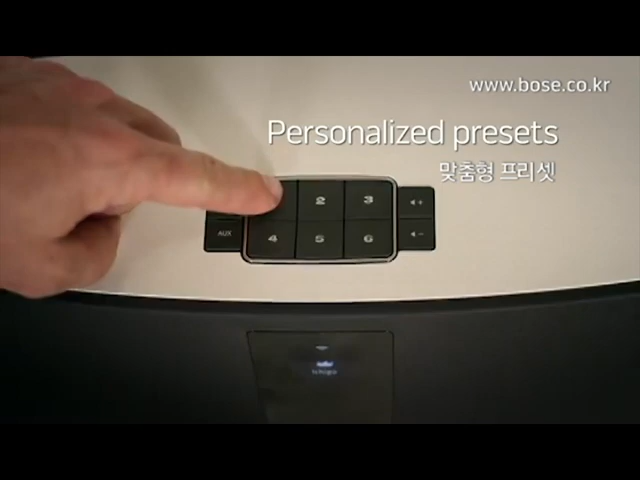 www.bose.co.kr
Personalized presets
맞춤형 프리셋
2 3
AUX 4 5 6
+
-